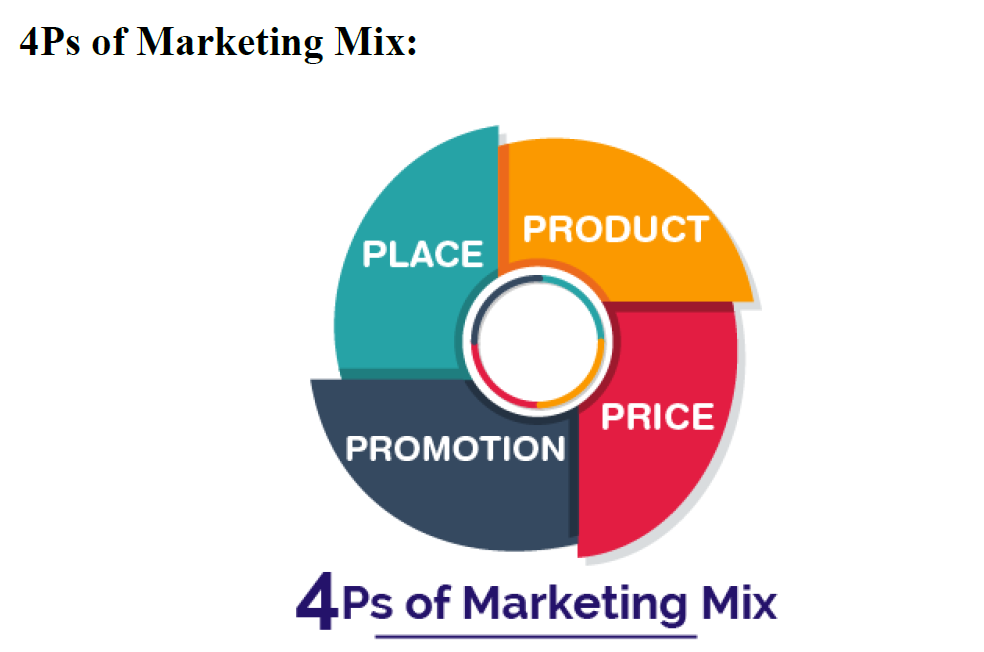 4Ps of Marketing Mix:
PLACE
PRODUCT
PRICE
PROMOTION
4Ps of Marketing Mix